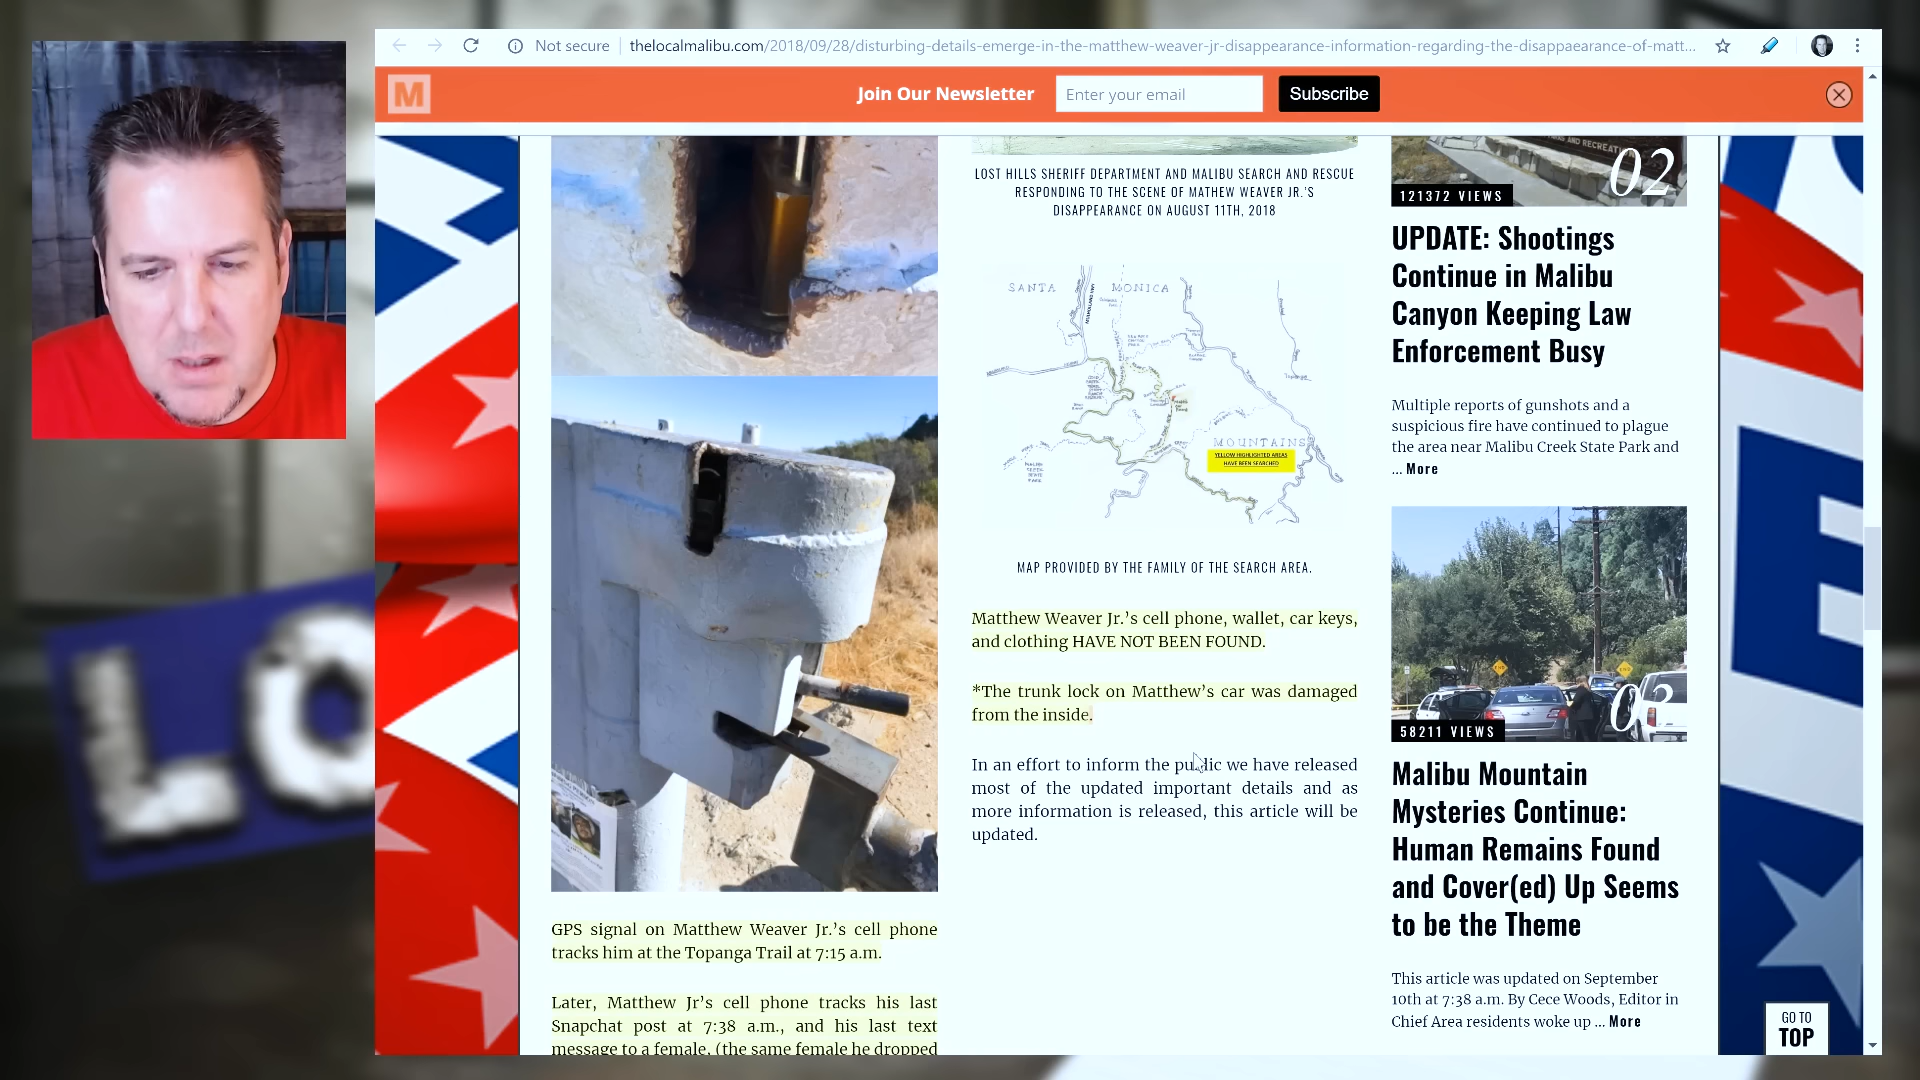 Not secure
thelocalmalibu.com/2018/09/28/disturbing-details-emerge-in-the-matthew-weaver-jr-disappearance-information-regarding-the-disappaearance-of-matt...
M
Join Our Newsletter
Enter your email
Subscribe
LOST HILLS SHERIFF DEPARTMENT AND MALIBU SEARCH AND RESCUE
RESPONDING TO THE SCENE OF MATHEW WEAVER JR.'S
DISAPPEARANCE ON AUGUST 11TH, 2018
SANTA MONICA
MOUNTAINS
YELLOW HIGHLIGHTED AREAS
HAVE BEEN SEARCHED
MAP PROVIDED BY THE FAMILY OF THE SEARCH AREA.
Matthew Weaver Jr.'s cell phone, wallet, car keys,
and clothing HAVE NOT BEEN FOUND.
*The trunk lock on Matthew's car was damaged
from the inside.
In an effort to inform the public we have released
most of the updated important details and as
more information is released, this article will be
updated.
GPS signal on Matthew Weaver Jr.'s cell phone
tracks him at the Topanga Trail at 7:15 a.m.
Later, Matthew Jr's cell phone tracks his last
Snapchat post at 7:38 a.m., and his last text
message to a female, (the same female he dropped
02
121372 VIEWS
UPDATE: Shootings
Continue in Malibu
Canyon Keeping Law
Enforcement Busy
Multiple reports of gunshots and a
suspicious fire have continued to plague
the area near Malibu Creek State Park and
... More
03
58211 VIEWS
Malibu Mountain
Mysteries Continue:
Human Remains Found
and Cover(ed) Up Seems
to be the Theme
This article was updated on September
10th at 7:38 a.m. By Cece Woods, Editor in
Chief Area residents woke up ... More
GO TO
TOP
E
LO